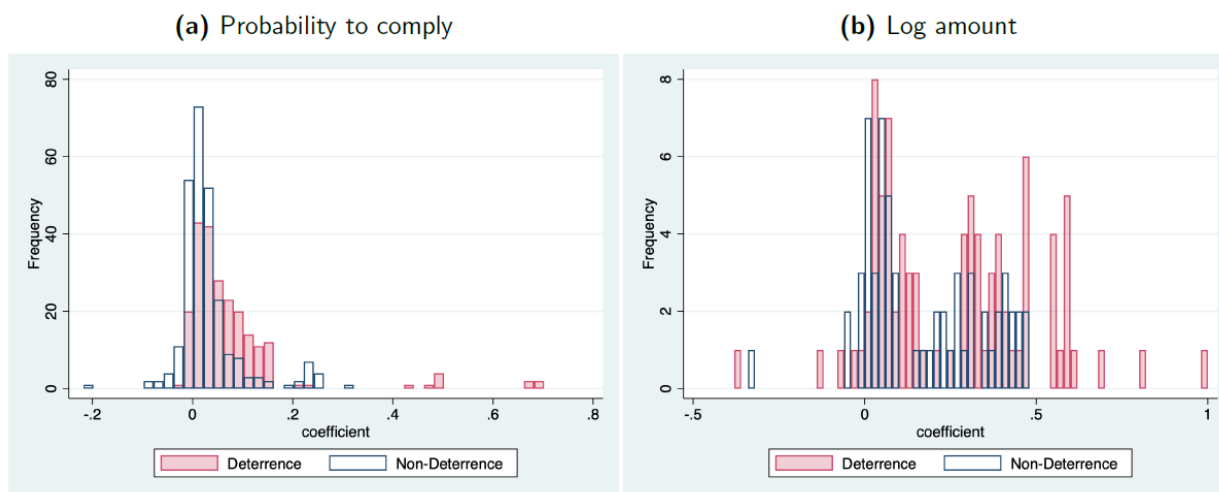 (a) Probability to comply
80
60
40
20
0
Frequency
-.2 0 .2 .4 .6 .8
coefficient
Deterrence Non-Deterrence
(b) Log amount
8
6
4
2
0
Frequency
-.5 0 .5 1
coefficient
Deterrence Non-Deterrence